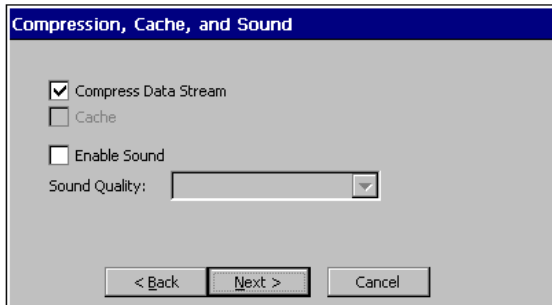 Compression, Cache, and Sound
Compress Data Stream
Cache
Enable Sound
Sound Quality:
< Back Next > Cancel